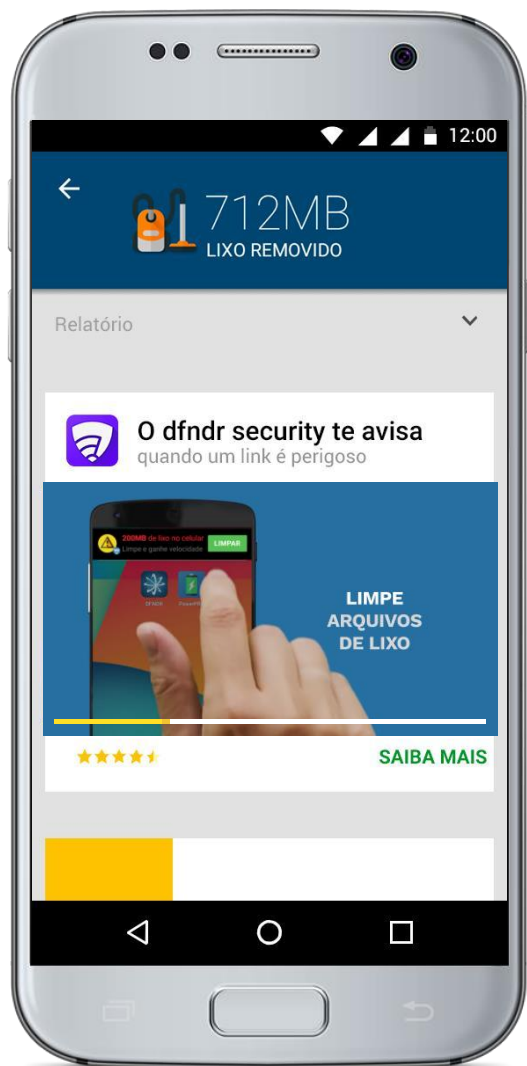 12:00
712MB
LIXO REMOVIDO
Relatório
O dfndr security te avisa
quando um link é perigoso
200MB de lixo no celular
Limpe e ganhe velocidade
LIMPAR
DFNDR
LIMPE
ARQUIVOS
DE LIXO
SAIBA MAIS